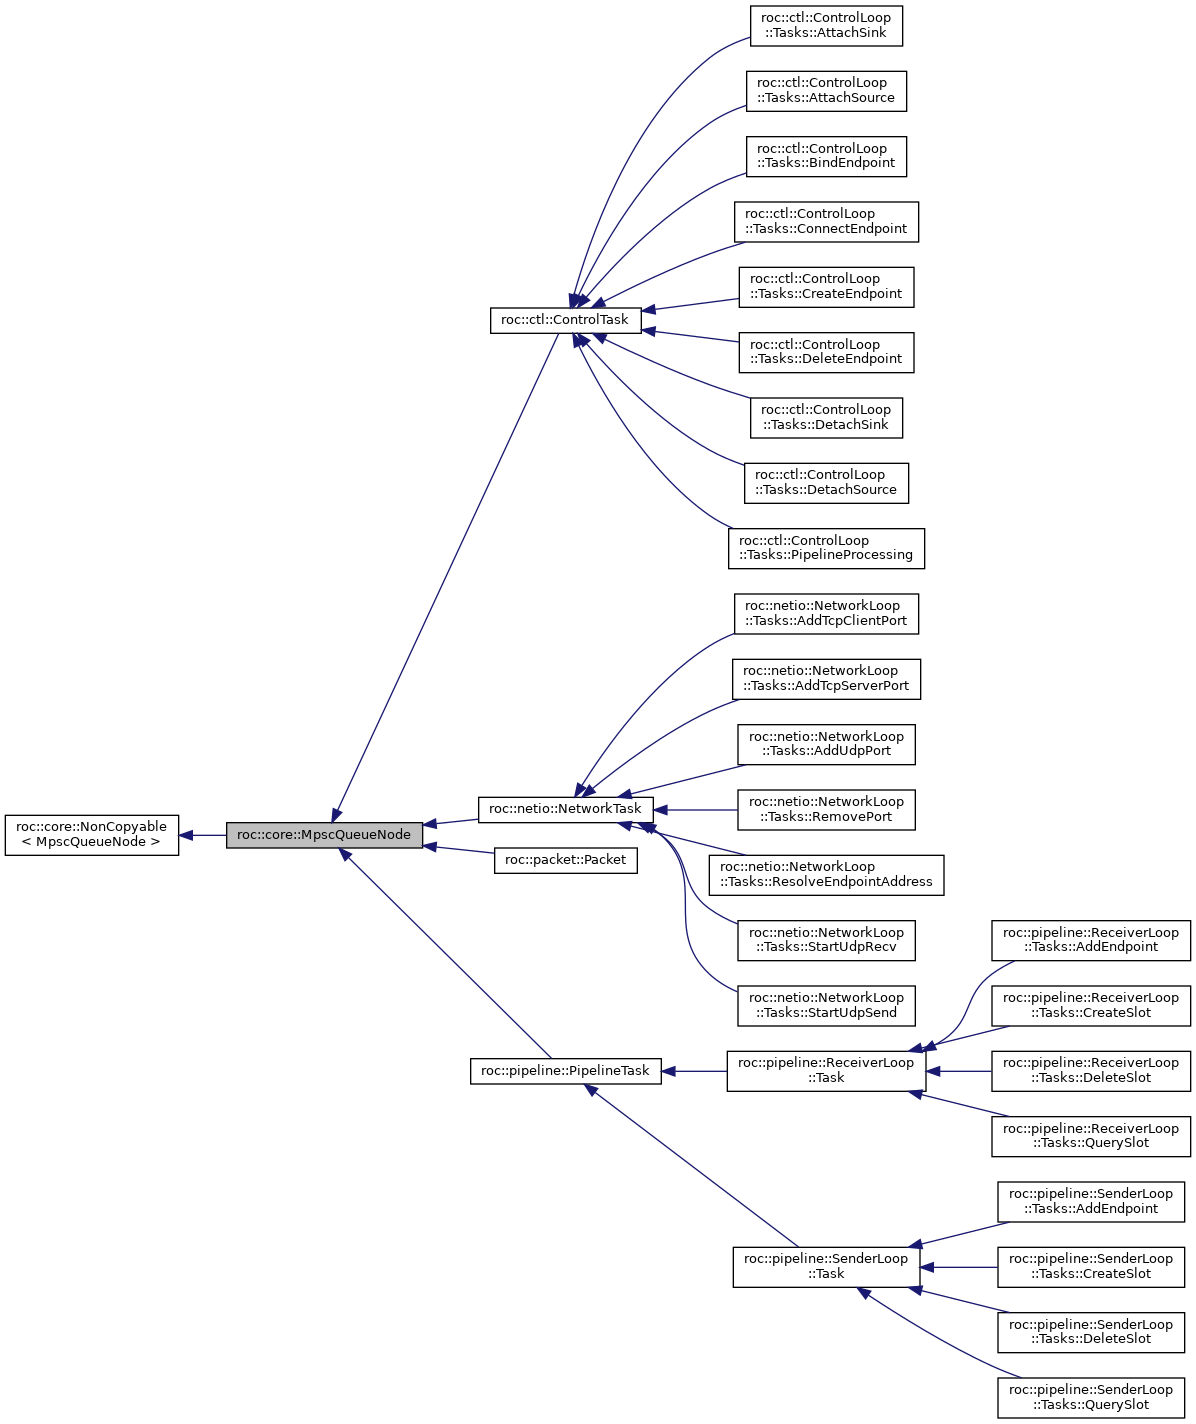 roc::ctl::ControlLoop
::Tasks::AttachSink
roc::ctl::ControlLoop
::Tasks::AttachSource
roc::ctl::ControlLoop
::Tasks::BindEndpoint
roc::ctl::ControlLoop
::Tasks::ConnectEndpoint
roc::ctl::ControlLoop
::Tasks::CreateEndpoint
roc::ctl::ControlTask
roc::ctl::ControlLoop
::Tasks::DeleteEndpoint
roc::ctl::ControlLoop
::Tasks::DetachSink
roc::ctl::ControlLoop
::Tasks::DetachSource
roc::ctl::ControlLoop
::Tasks::PipelineProcessing
roc::netio::NetworkLoop
::Tasks::AddTcpClientPort
roc::netio::NetworkLoop
::Tasks::AddTcpServerPort
roc::netio::NetworkLoop
::Tasks::AddUdpPort
roc::netio::NetworkTask
roc::netio::NetworkLoop
::Tasks::RemovePort
roc::core::NonCopyable
< MpscQueueNode >
roc::core::MpscQueueNode
roc::packet::Packet
roc::netio::NetworkLoop
::Tasks::ResolveEndpointAddress
roc::netio::NetworkLoop
::Tasks::StartUdpRecv
roc::netio::NetworkLoop
::Tasks::StartUdpSend
roc::pipeline::ReceiverLoop
::Tasks::AddEndpoint
roc::pipeline::ReceiverLoop
::Tasks::CreateSlot
roc::pipeline::PipelineTask
roc::pipeline::ReceiverLoop
::Task
roc::pipeline::ReceiverLoop
::Tasks::DeleteSlot
roc::pipeline::ReceiverLoop
::Tasks::QuerySlot
roc::pipeline::SenderLoop
::Tasks::AddEndpoint
roc::pipeline::SenderLoop
::Task
roc::pipeline::SenderLoop
::Tasks::CreateSlot
roc::pipeline::SenderLoop
::Tasks::DeleteSlot
roc::pipeline::SenderLoop
::Tasks::QuerySlot